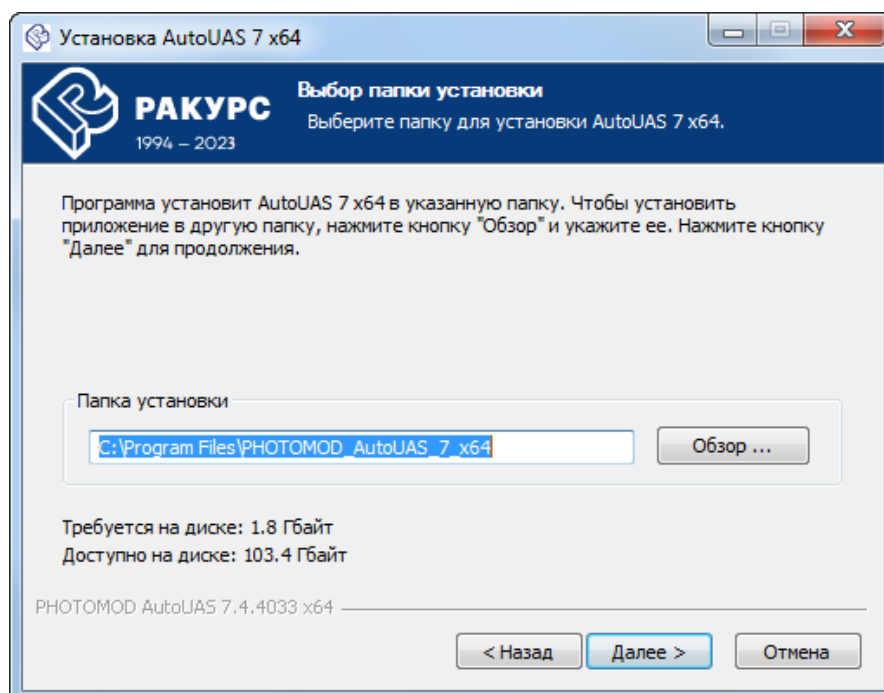 Установка AutoUAS 7 x64
РАКУРС
1994 – 2023
Выбор папки установки
Выберите папку для установки AutoUAS 7 x64.
Программа установит AutoUAS 7 x64 в указанную папку. Чтобы установить
приложение в другую папку, нажмите кнопку "Обзор" и укажите ее. Нажмите кнопку
"Далее" для продолжения.
Папка установки
C:\Program Files\PHOTOMOD_AutoUAS_7_x64
Обзор ...
Требуется на диске: 1.8 Гбайт
Доступно на диске: 103.4 Гбайт
PHOTOMOD AutoUAS 7.4.4033 x64
< Назад
Далее >
Отмена